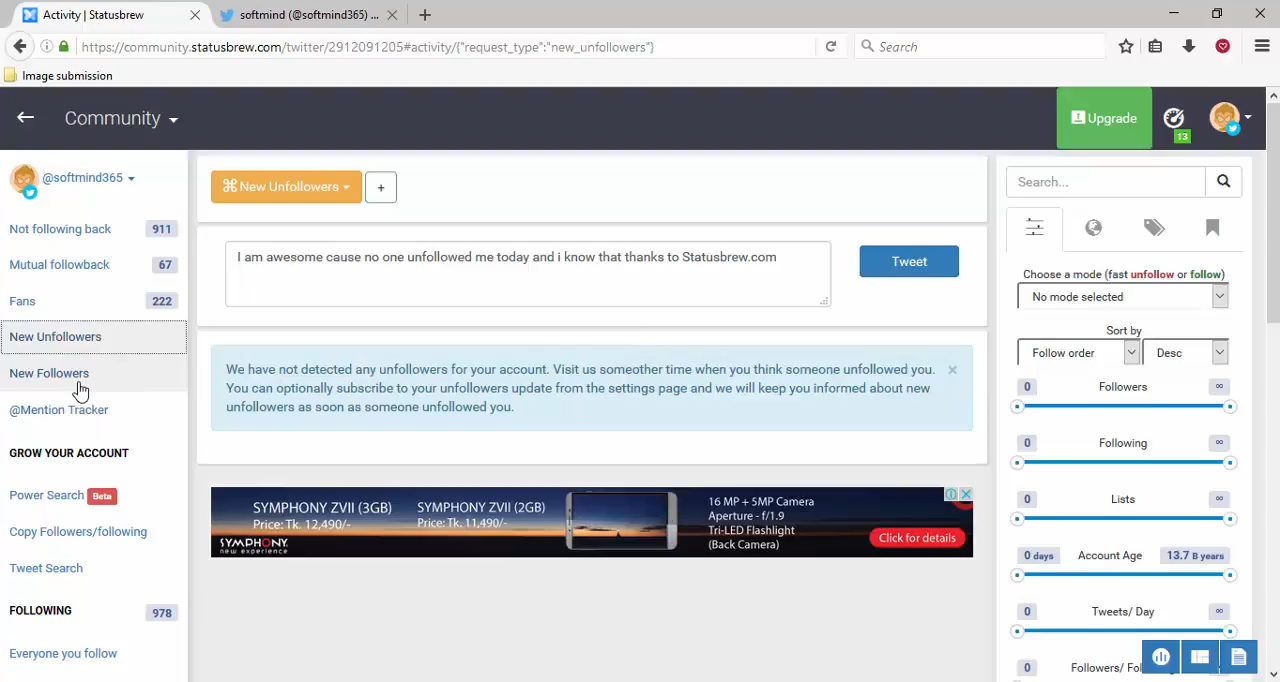 Activity | Statusbrew
softmind (@softmind365) ...
https://community.statusbrew.com/twitter/2912091205#activity/{"request_type":"new_unfollowers"}
Search
Image submission
Community
Upgrade
13
@softmind365
Not following back 911
Mutual followback 67
Fans 222
New Unfollowers
New Followers
@Mention Tracker
GROW YOUR ACCOUNT
Power Search Beta
Copy Followers/following
Tweet Search
FOLLOWING 978
Everyone you follow
New Unfollowers
+
I am awesome cause no one unfollowed me today and i know that thanks to Statusbrew.com
Tweet
We have not detected any unfollowers for your account. Visit us someother time when you think someone unfollowed you.
You can optionally subscribe to your unfollowers update from the settings page and we will keep you informed about new
unfollowers as soon as someone unfollowed you.
SYMPHONY ZVII (3GB)
Price: Tk. 12,490/-
SYMPHONY ZVII (2GB)
Price: Tk. 11,490/-
SYMPHONY
new experience
16 MP + 5MP Camera
Aperture - f/1.9
Tri-LED Flashlight
(Back Camera)
Click for details
Search...
Choose a mode (fast unfollow or follow)
No mode selected
Sort by
Follow order Desc
0 Followers ∞
0 Following ∞
0 Lists ∞
0 days Account Age 13.7 B years
0 Tweets/ Day ∞
0 Followers/ Fol ∞